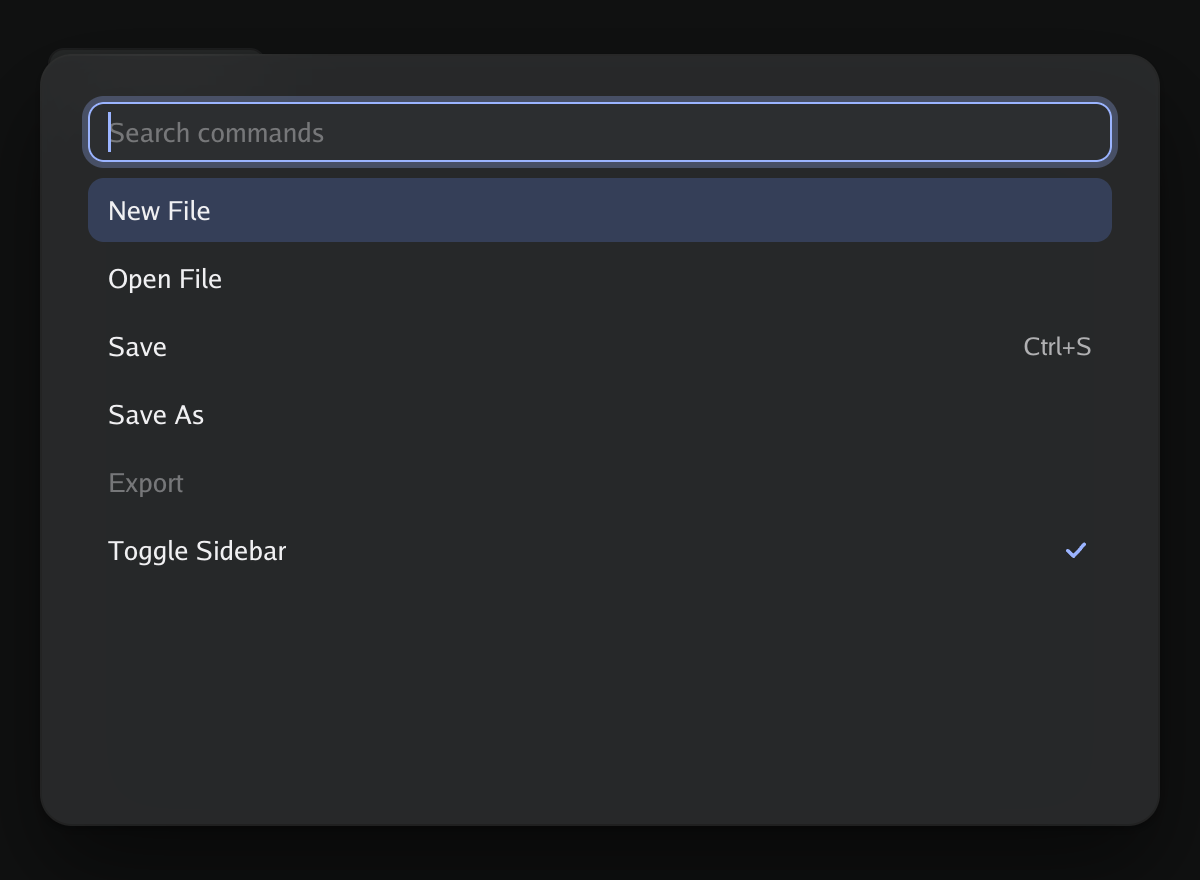 Search commands
New File
Open File
Save Ctrl+S
Save As
Export
Toggle Sidebar